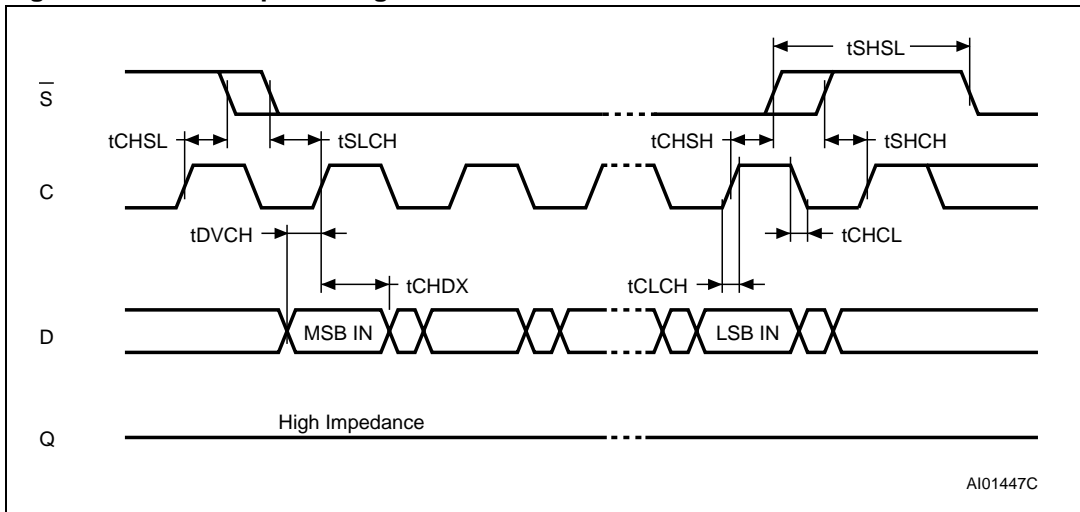 tSHSL
S
tCHSL
tSLCH
tCHSH
tSHCH
C
tDVCH
tCHCL
tCHDX
tCLCH
D
MSB IN
LSB IN
High Impedance
Q
AI01447C